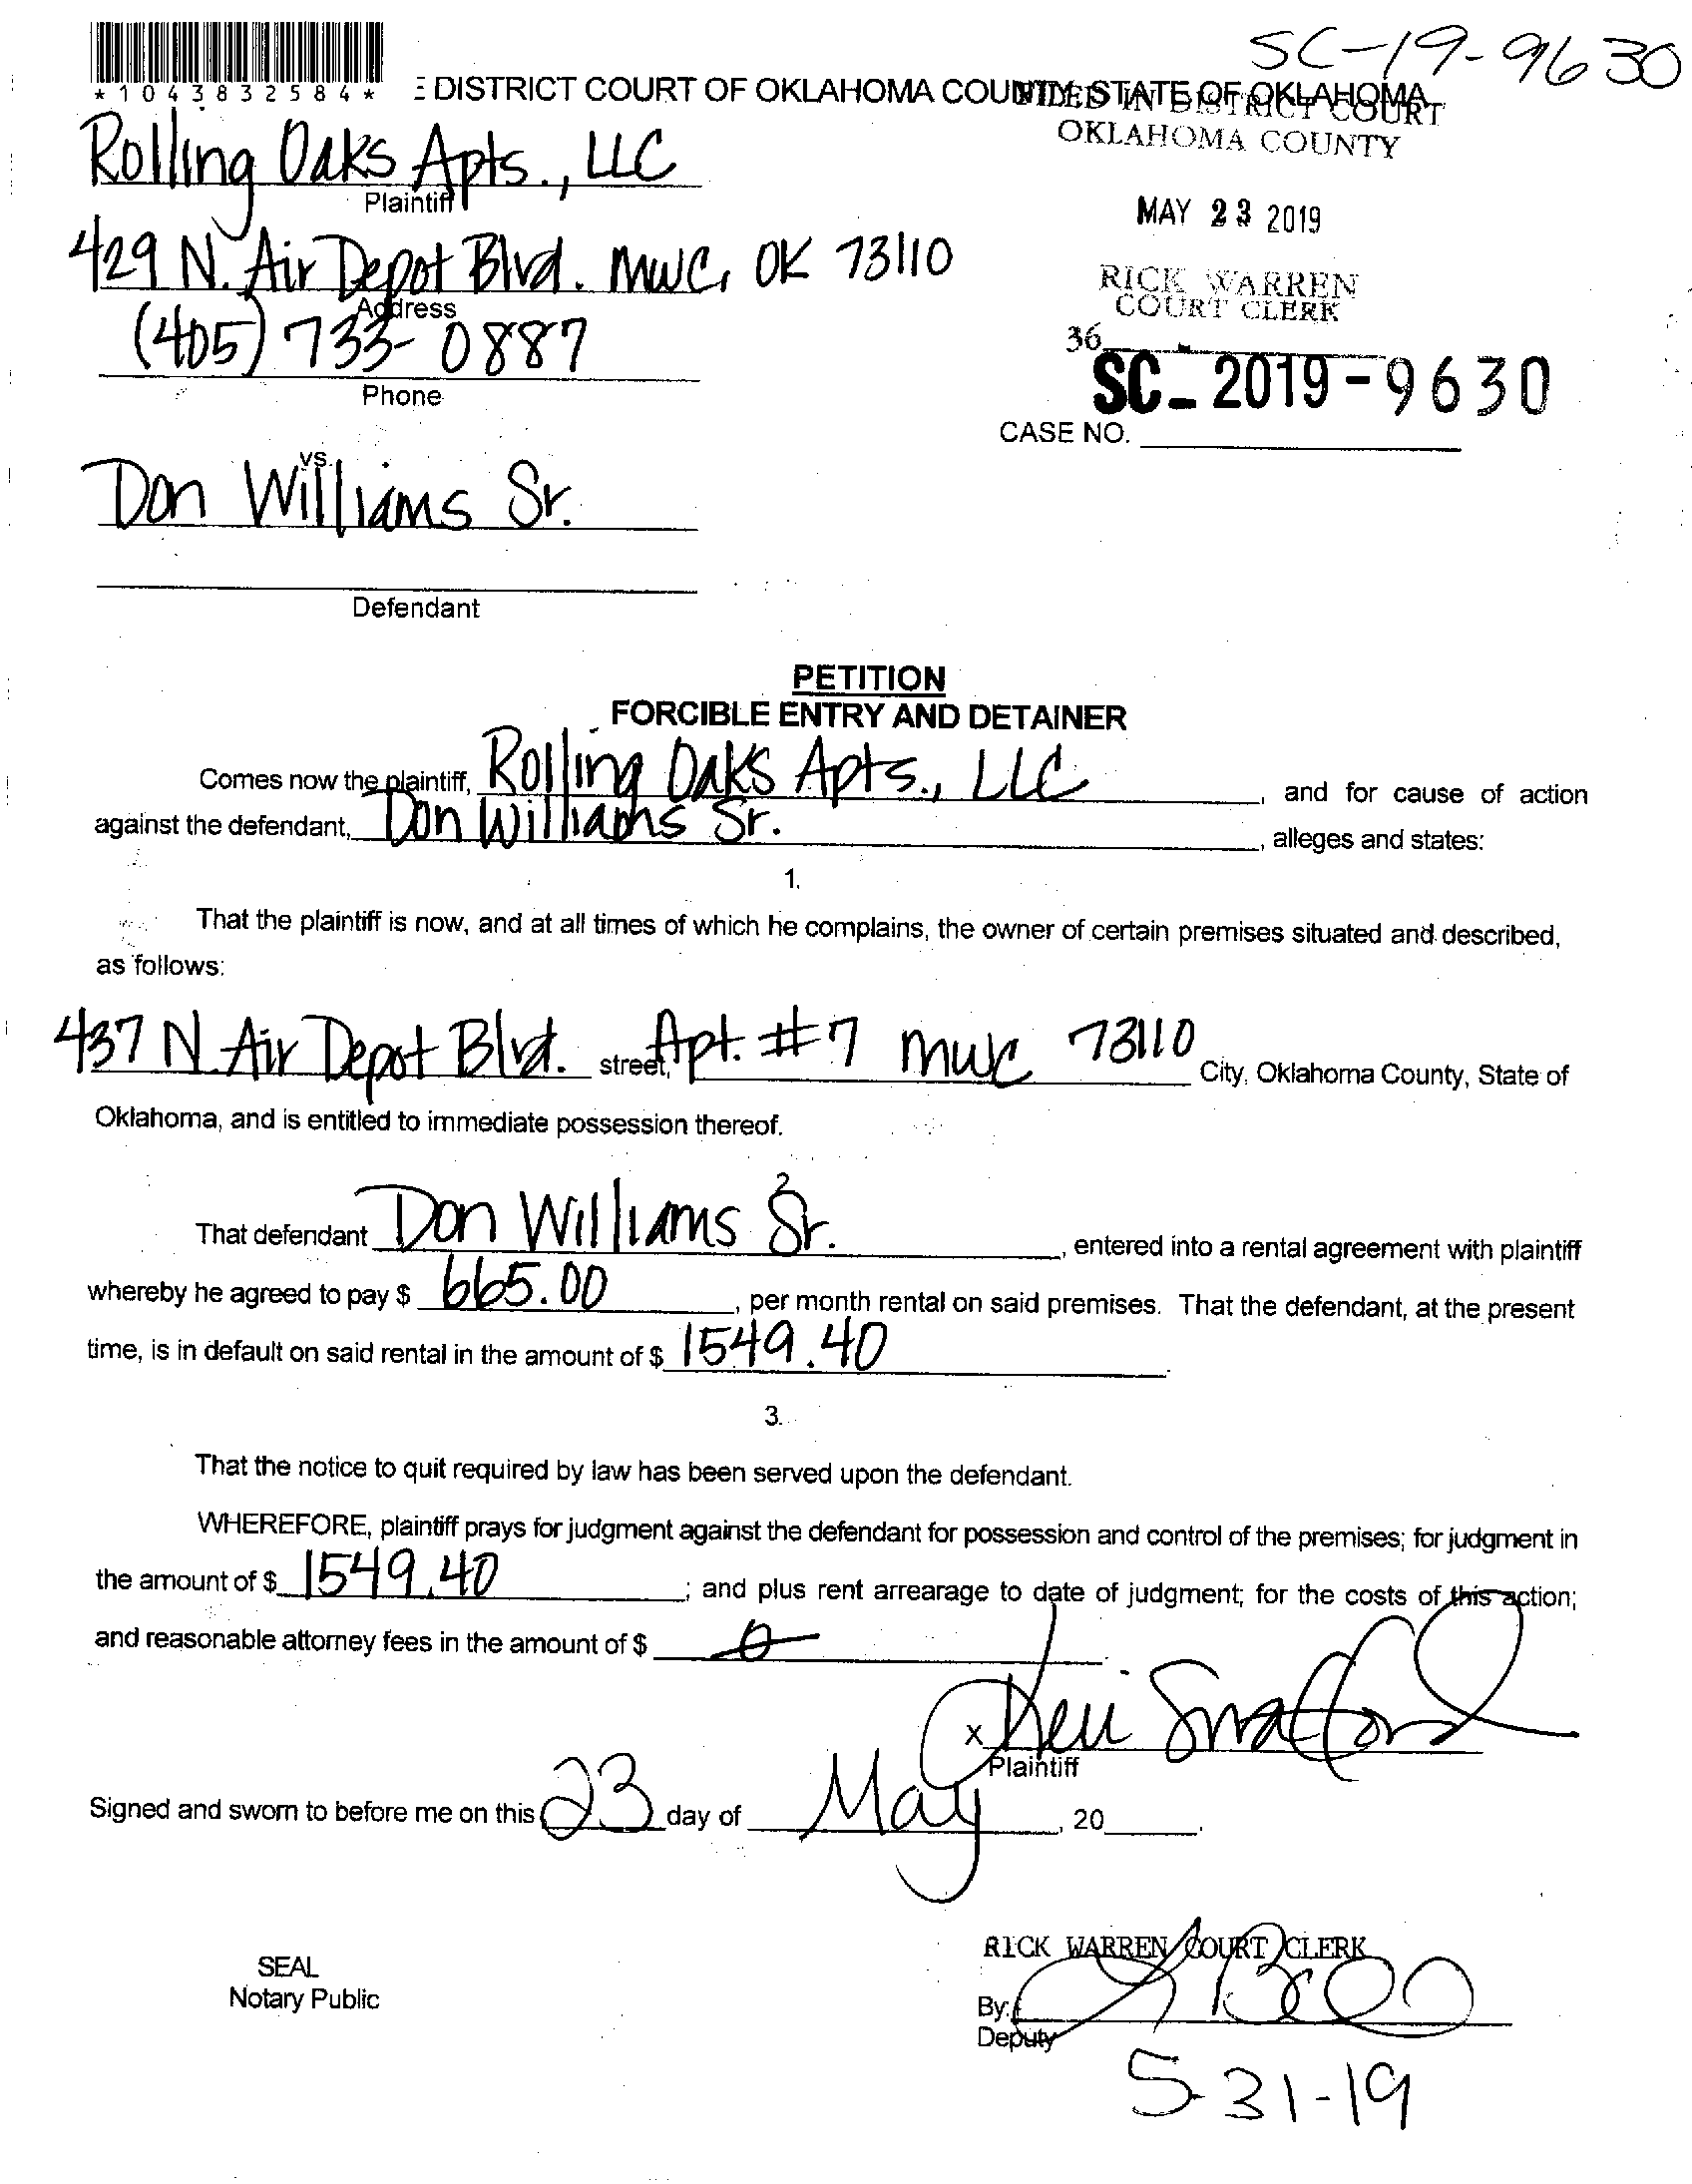 SC-19-9630
*1043832584*
E DISTRICT COURT OF OKLAHOMA COUNTY, STATE OF OKLAHOMA
FILED IN DISTRICT COURT
OKLAHOMA COUNTY
Rolling Oaks Apts., LLC
Plaintiff
MAY 23 2019
429 N. Air Depot Blvd. MWC, OK 73110
Address
RICK WARREN
COURT CLERK
(405) 733-0887
Phone
36
SC-2019-9630
CASE NO.
vs.
Don Williams Sr.
Defendant
PETITION
FORCIBLE ENTRY AND DETAINER
Comes now the plaintiff, Rolling Oaks Apts., LLC, and for cause of action
against the defendant, Don Williams Sr., alleges and states:
1.
That the plaintiff is now, and at all times of which he complains, the owner of certain premises situated and described,
as follows:
437 N. Air Depot Blvd. street, Apt. #7 MWC 73110 City, Oklahoma County, State of
Oklahoma, and is entitled to immediate possession thereof.
2
That defendant Don Williams Sr., entered into a rental agreement with plaintiff
whereby he agreed to pay $ 665.00, per month rental on said premises. That the defendant, at the present
time, is in default on said rental in the amount of $ 1549.40.
3.
That the notice to quit required by law has been served upon the defendant.
WHEREFORE, plaintiff prays for judgment against the defendant for possession and control of the premises; for judgment in
the amount of $ 1549.40; and plus rent arrearage to date of judgment; for the costs of this action;
and reasonable attorney fees in the amount of $ 0
X Keri Swafford
Plaintiff
Signed and sworn to before me on this 23 day of May, 20
RICK WARREN COURT CLERK
SEAL
Notary Public
By:
Deputy
5-31-19